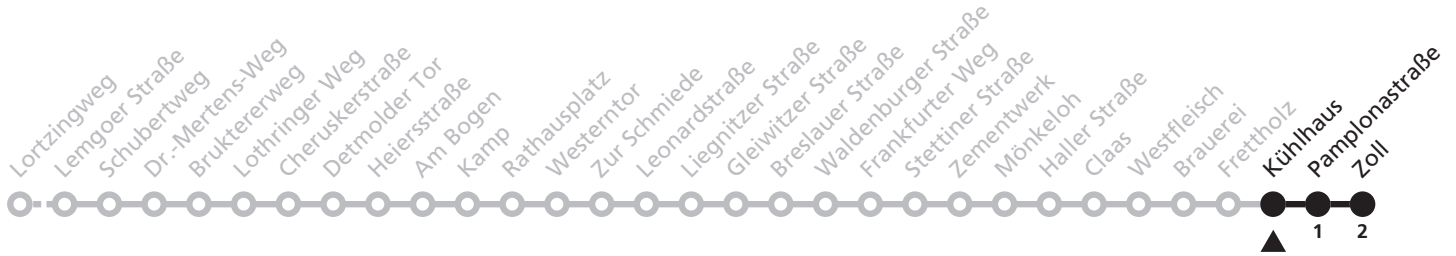 Lortzingweg
Lemgoer Straße
Schubertweg
Dr.-Mertens-Weg
Bruktererweg
Lothringer Weg
Cheruskerstraße
Detmolder Tor
Heiersstraße
Am Bogen
Kamp
Rathausplatz
Westerntor
Zur Schmiede
Leonardstraße
Liegnitzer Straße
Gleiwitzer Straße
Breslauer Straße
Waldenburger Straße
Frankfurter Weg
Stettiner Straße
Zementwerk
Mönkeloh
Haller Straße
Claas
Westfleisch
Brauerei
Frettholz
Kühlhaus
Pamplonastraße
Zoll
1
2